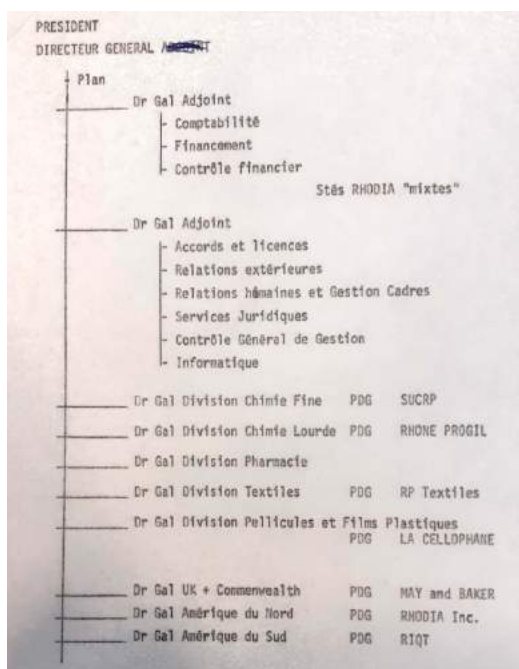 PRESIDENT
DIRECTEUR GENERAL
Plan
Dr Gal Adjoint
- Comptabilité
- Financement
- Contrôle financier
Stés RHODIA "mixtes"
Dr Gal Adjoint
- Accords et licences
- Relations extérieures
- Relations hùmaines et Gestion Cadres
- Services Juridiques
- Contrôle Général de Gestion
- Informatique
Dr Gal Division Chimie Fine PDG SUCRP
Dr Gal Division Chimie Lourde PDG RHONE PROGIL
Dr Gal Division Pharmacie
Dr Gal Division Textiles PDG RP Textiles
Dr Gal Division Pellicules et Films Plastiques
PDG LA CELLOPHANE
Dr Gal UK + Commenwealth PDG MAY and BAKER
Dr Gal Amérique du Nord PDG RHODIA Inc.
Dr Gal Amérique du Sud PDG RIQT